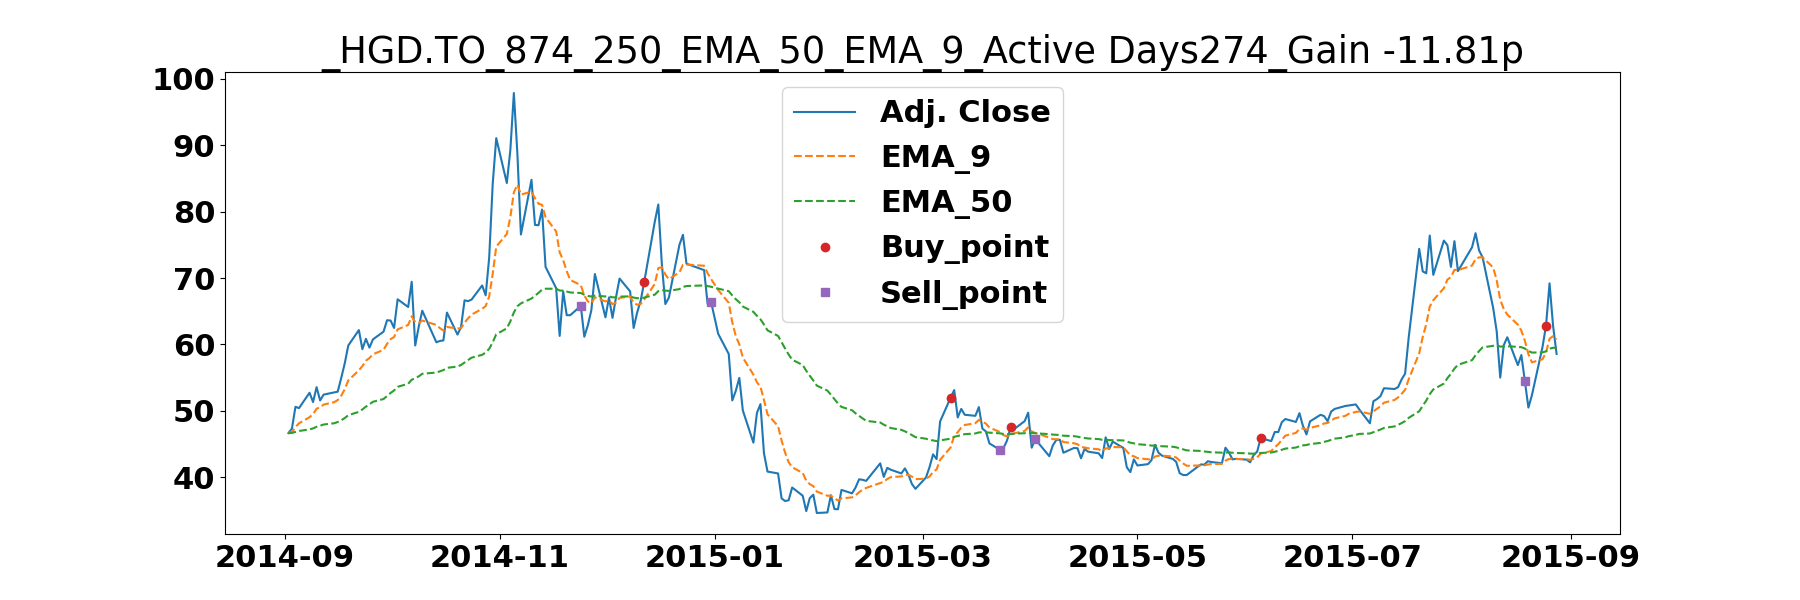 _HGD.TO_874_250_EMA_50_EMA_9_Active Days274_Gain -11.81p
100
90
80
70
60
50
40
Adj. Close
EMA_9
EMA_50
Buy_point
Sell_point
2014-09 2014-11 2015-01 2015-03 2015-05 2015-07 2015-09